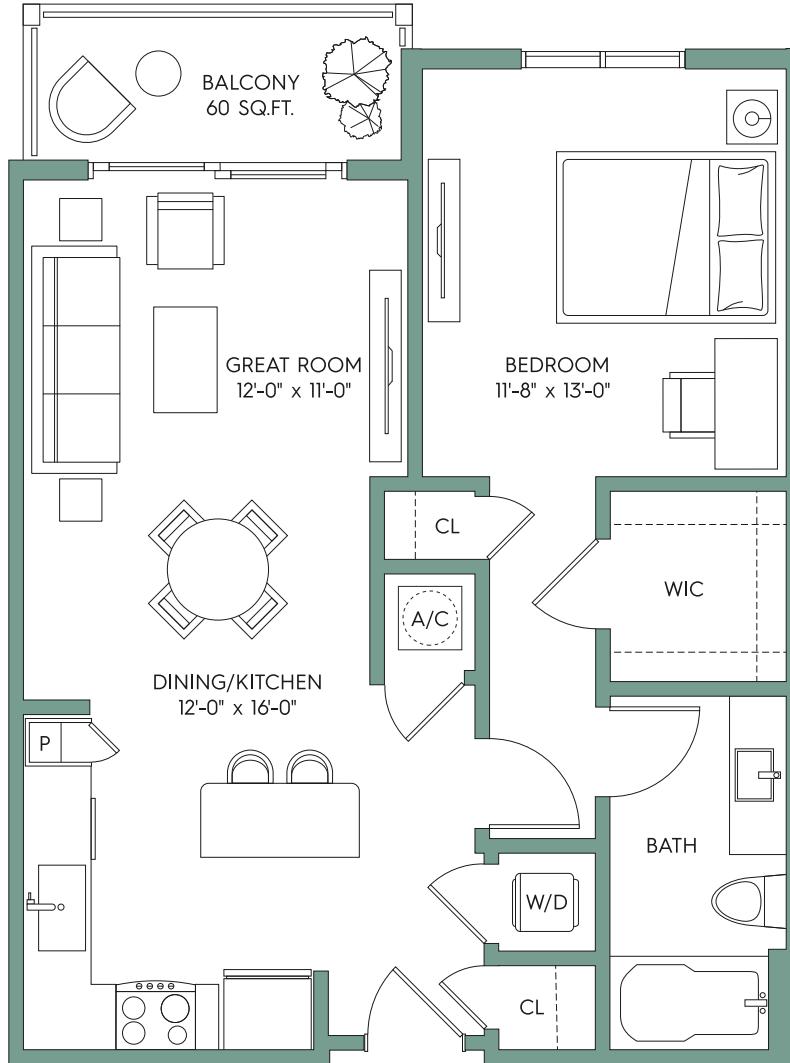 BALCONY
60 SQ.FT.
GREAT ROOM
12'-0" x 11'-0"
BEDROOM
11'-8" x 13'-0"
CL
WIC
A/C
DINING/KITCHEN
12'-0" x 16'-0"
P
BATH
W/D
CL